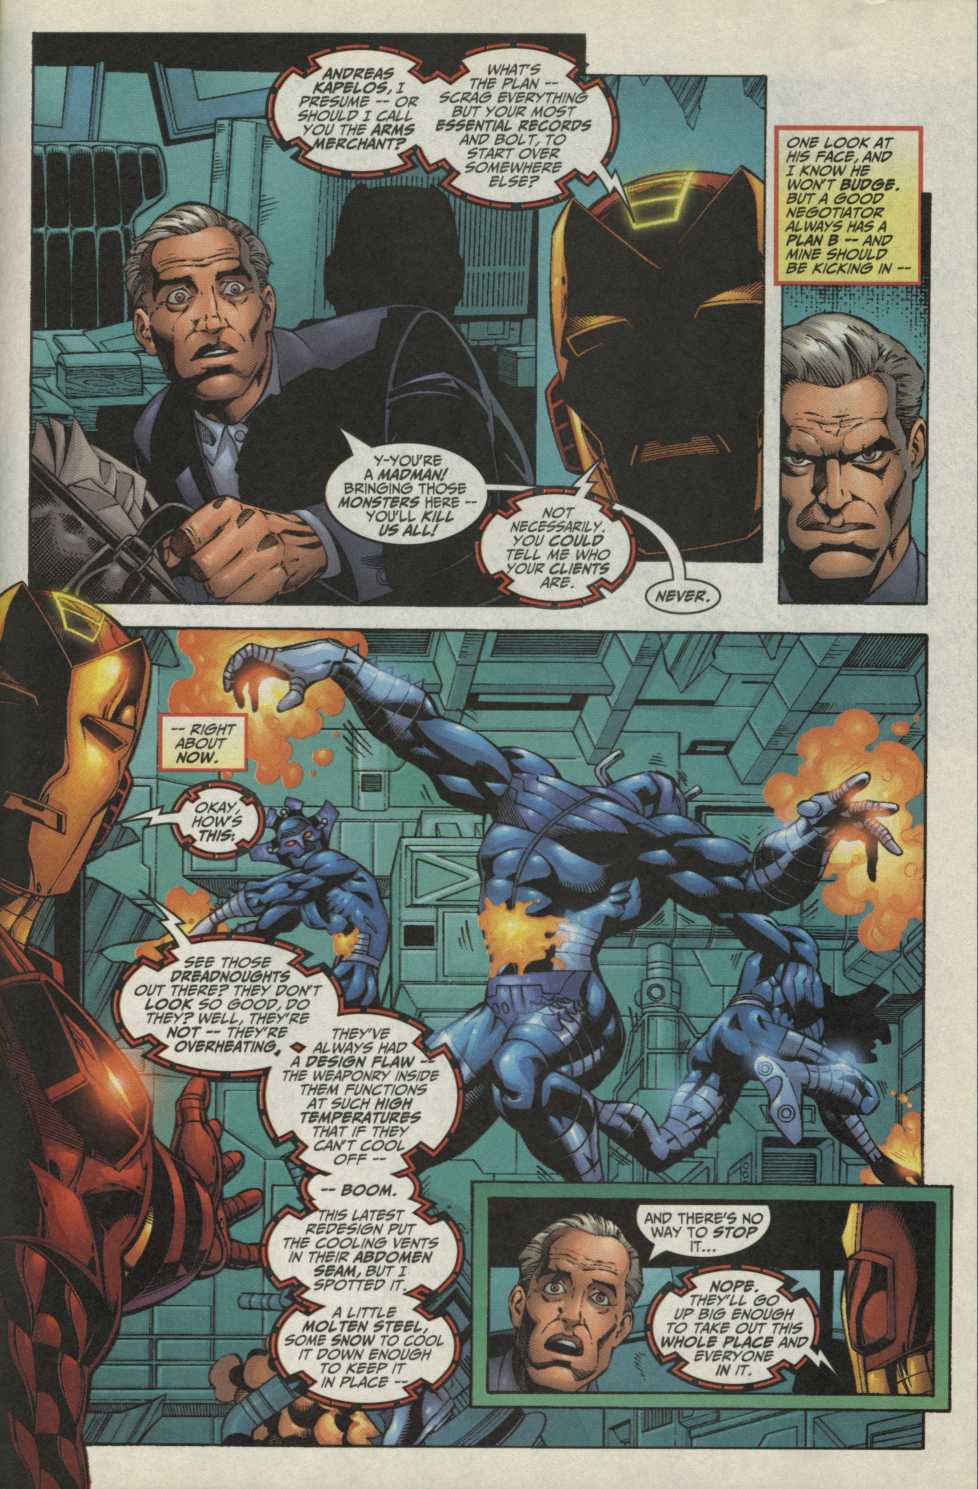 ANDREAS
KAPELOS, I
PRESUME -- OR
SHOULD I CALL
YOU THE ARMS
MERCHANT?
WHAT'S
THE PLAN --
SCRAG EVERYTHING
BUT YOUR MOST
ESSENTIAL RECORDS
AND BOLT, TO
START OVER
SOMEWHERE
ELSE?
Y-YOU'RE
A MADMAN!
BRINGING THOSE
MONSTERS HERE --
YOU'LL KILL
US ALL!
NOT
NECESSARILY.
YOU COULD
TELL ME WHO
YOUR CLIENTS
ARE.
NEVER.
ONE LOOK AT
HIS FACE, AND
I KNOW HE
WON'T BUDGE.
BUT A GOOD
NEGOTIATOR
ALWAYS HAS A
PLAN B -- AND
MINE SHOULD
BE KICKING IN --
-- RIGHT
ABOUT
NOW.
OKAY,
HOW'S
THIS:
SEE THOSE
DREADNOUGHTS
OUT THERE? THEY DON'T
LOOK SO GOOD, DO
THEY? WELL, THEY'RE
NOT -- THEY'RE
OVERHEATING.
THEY'VE
ALWAYS HAD
A DESIGN FLAW --
THE WEAPONRY INSIDE
THEM FUNCTIONS
AT SUCH HIGH
TEMPERATURES
THAT IF THEY
CAN'T COOL
OFF --
-- BOOM.
THIS LATEST
REDESIGN PUT
THE COOLING VENTS
IN THEIR ABDOMEN
SEAM, BUT I
SPOTTED IT.
A LITTLE
MOLTEN STEEL,
SOME SNOW TO COOL
IT DOWN ENOUGH
TO KEEP IT
IN PLACE --
AND THERE'S NO
WAY TO STOP
IT...
NOPE.
THEY'LL GO
UP BIG ENOUGH
TO TAKE OUT THIS
WHOLE PLACE AND
EVERYONE
IN IT.